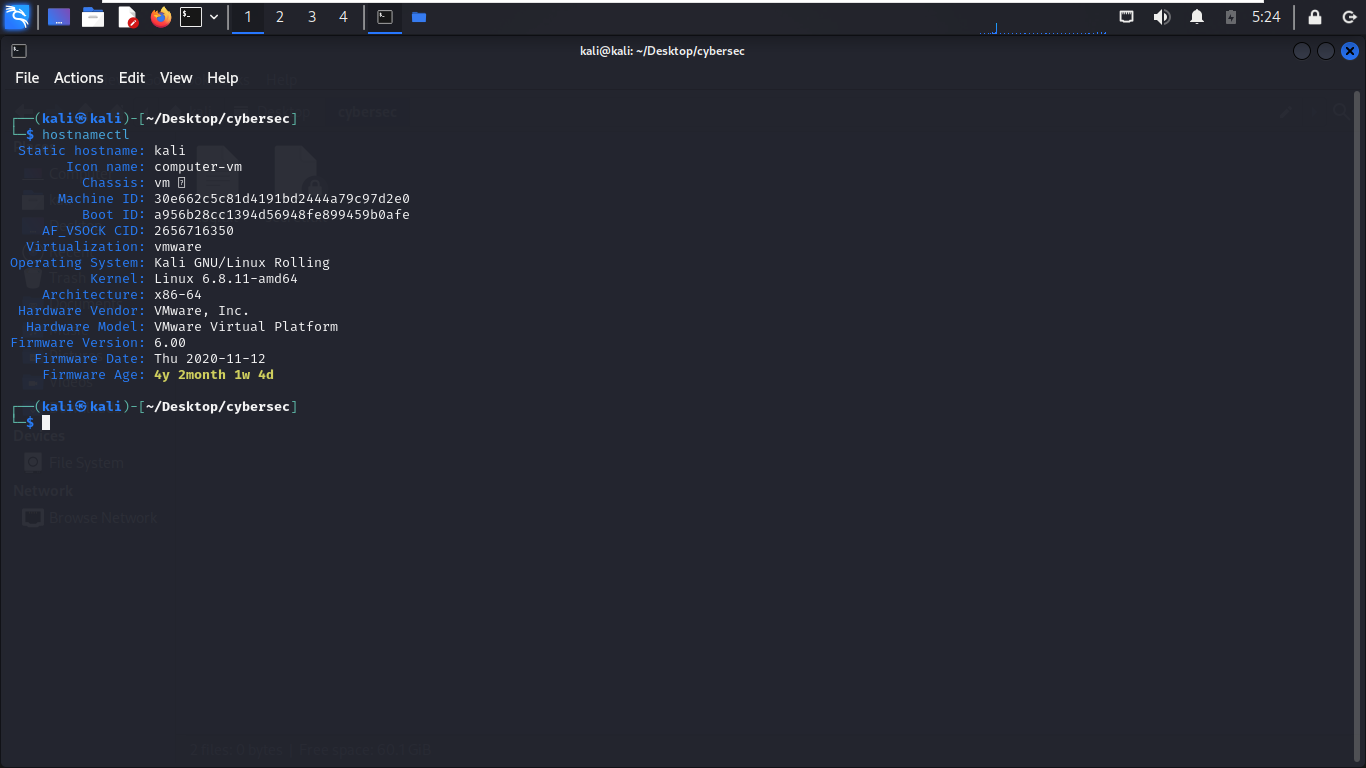 1 2 3 4 5:24
kali@kali: ~/Desktop/cybersec
File Actions Edit View Help
┌──(kali㉿kali)-[~/Desktop/cybersec]
└─$ hostnamectl
Static hostname: kali
Icon name: computer-vm
Chassis: vm
Machine ID: 30e662c5c81d4191bd2444a79c97d2e0
Boot ID: a956b28cc1394d56948fe899459b0afe
AF_VSOCK CID: 2656716350
Virtualization: vmware
Operating System: Kali GNU/Linux Rolling
Kernel: Linux 6.8.11-amd64
Architecture: x86-64
Hardware Vendor: VMware, Inc.
Hardware Model: VMware Virtual Platform
Firmware Version: 6.00
Firmware Date: Thu 2020-11-12
Firmware Age: 4y 2month 1w 4d
┌──(kali㉿kali)-[~/Desktop/cybersec]
└─$
Devices
File System
Network
Browse Network